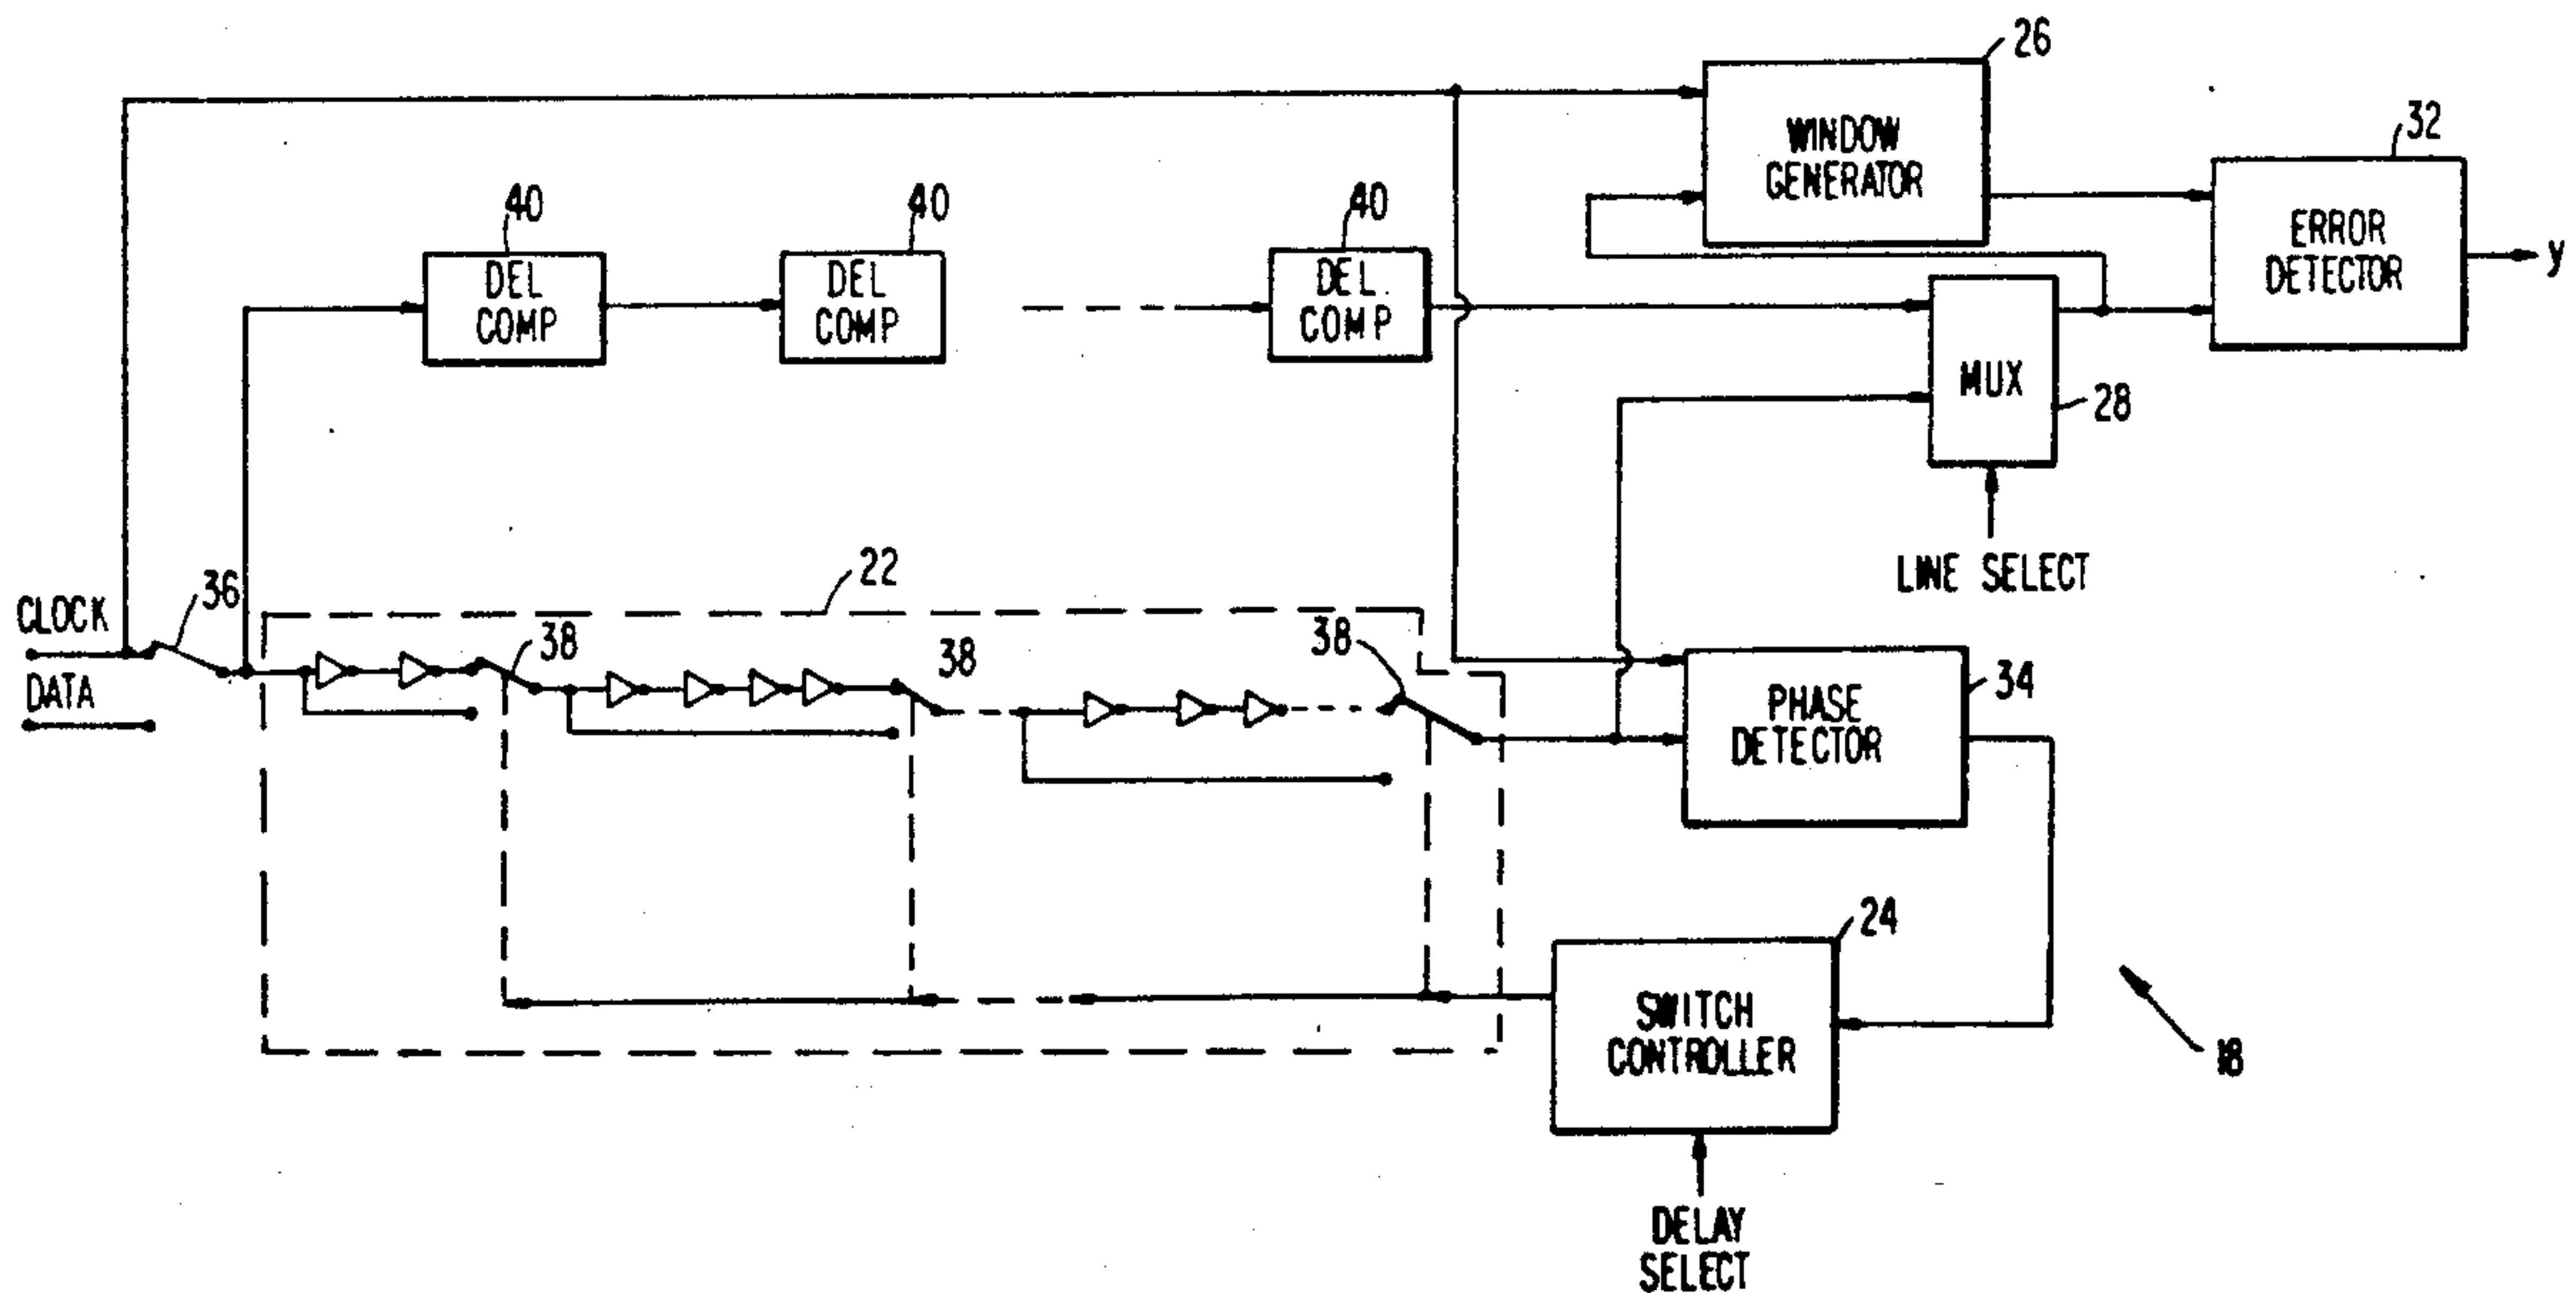 26
WINDOW
GENERATOR
32
ERROR
DETECTOR
y
40
DEL
COMP
40
DEL
COMP
40
DEL.
COMP
MUX
28
LINE SELECT
22
36
CLOCK
DATA
38
38
38
PHASE
DETECTOR
34
24
SWITCH
CONTROLLER
18
DELAY
SELECT